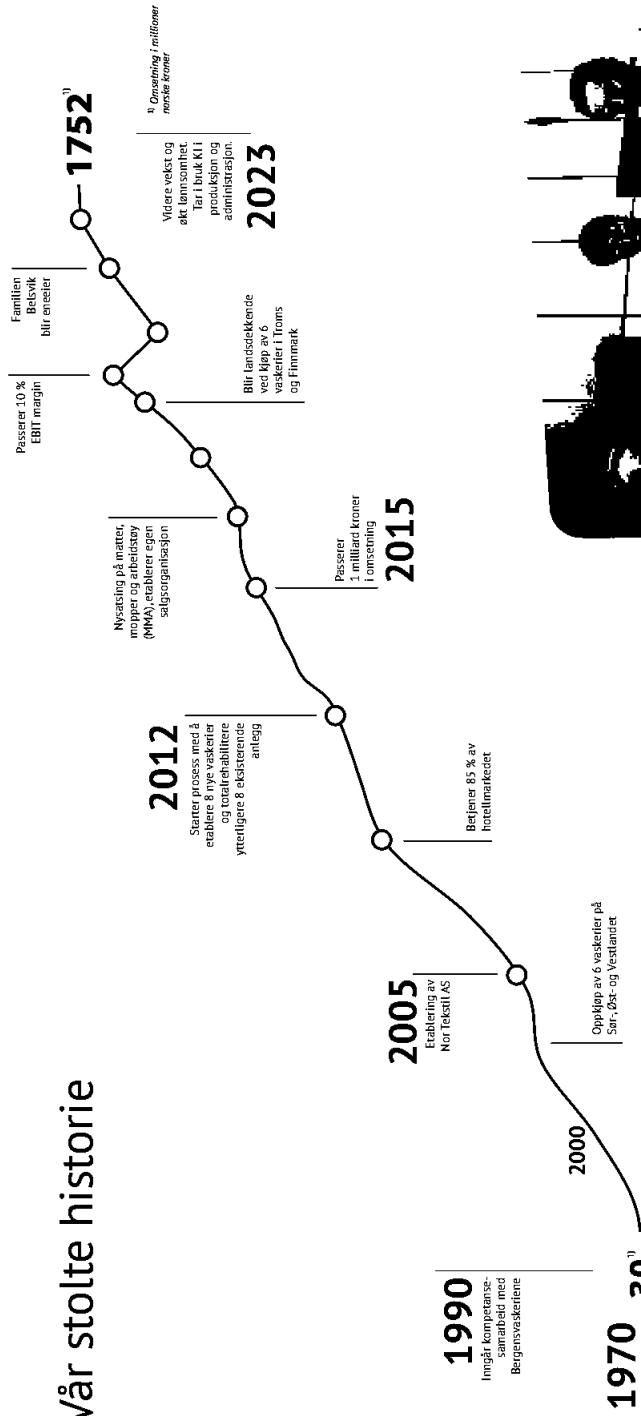 Vår stolte historie
1970
30¹⁾
1990
Inngår kompetanse-
samarbeid med
Bergensvaskeriene
2000
Oppkjøp av 6 vaskerier på
Sør-, Øst- og Vestlandet
2005
Etablering av
Nor Tekstil AS
Betjener 85 % av
hotellmarkedet
2012
Starter prosess med å
etablere 8 nye vaskerier
og totalrehabilitere
ytterligere 8 eksisterende
anlegg
Passerer
1 milliard kroner
i omsetning
2015
Nysatsing på matter,
mopper og arbeidstøy
(MMA), etablerer egen
salgsorganisasjon
Blir landsdekkende
ved kjøp av 6
vaskerier i Troms
og Finnmark
Passerer 10 %
EBIT margin
Familien
Belsvik
blir eneeier
1752¹⁾
Videre vekst og
økt lønnsomhet.
Tar i bruk KI i
produksjon og
administrasjon.
2023
¹⁾ Omsetning i millioner
norske kroner